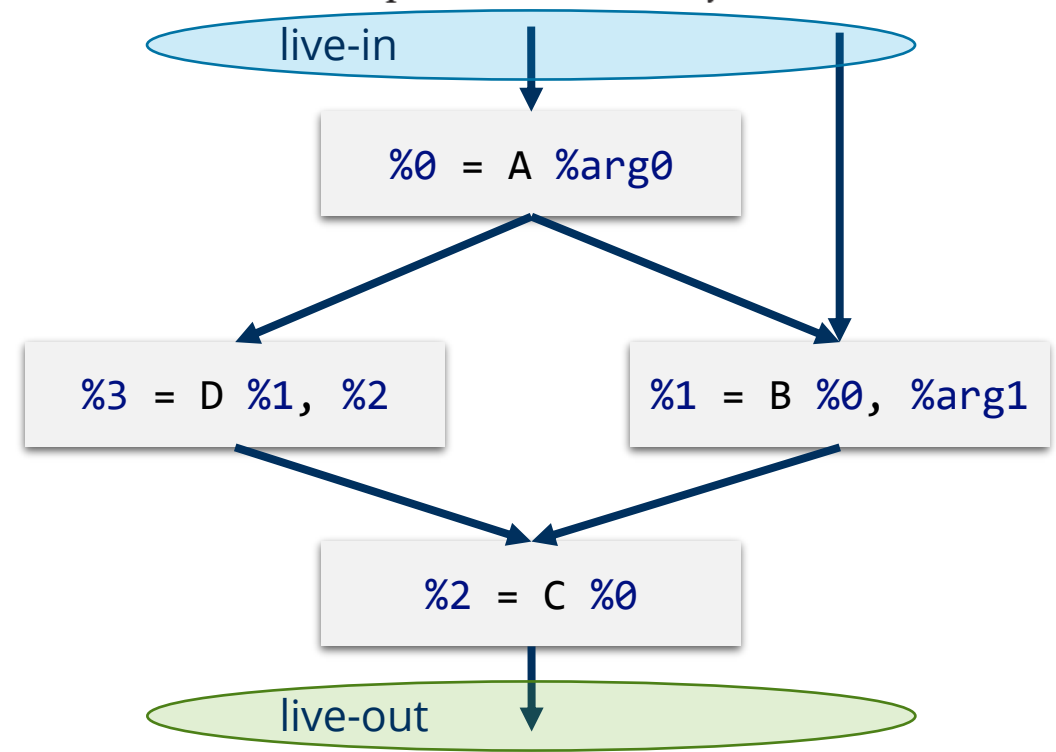 live-in
%0 = A %arg0
%3 = D %1, %2
%1 = B %0, %arg1
%2 = C %0
live-out